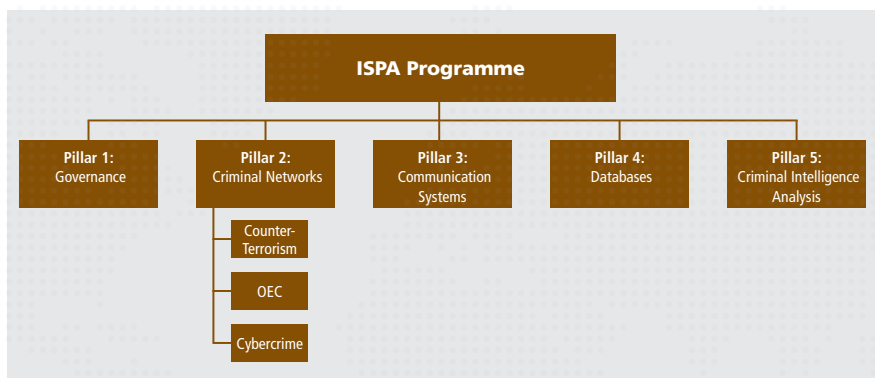 ISPA Programme
Pillar 1:
Governance
Pillar 2:
Criminal Networks
Pillar 3:
Communication
Systems
Pillar 4:
Databases
Pillar 5:
Criminal Intelligence
Analysis
Counter-
Terrorism
OEC
Cybercrime